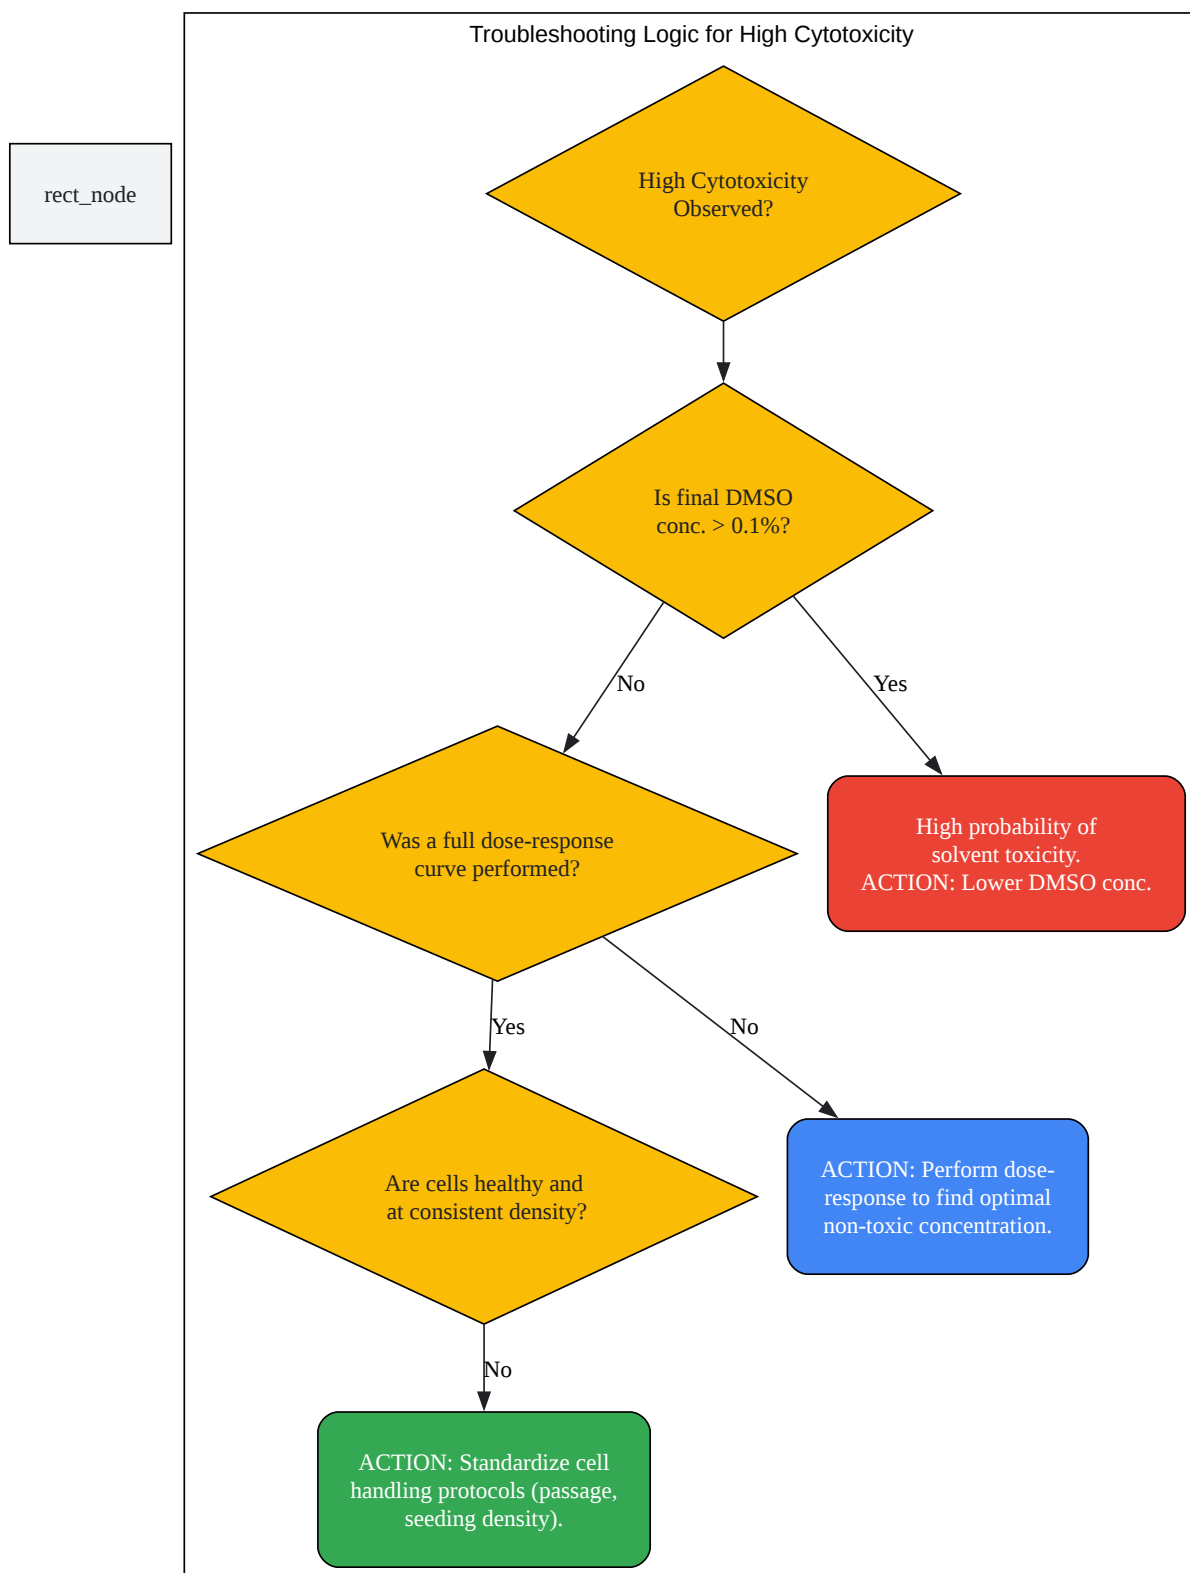 Troubleshooting Logic for High Cytotoxicity
rect_node
High Cytotoxicity
Observed?
Is final DMSO
conc. > 0.1%?
No
Yes
Was a full dose-response
curve performed?
High probability of
solvent toxicity.
ACTION: Lower DMSO conc.
Yes
No
Are cells healthy and
at consistent density?
ACTION: Perform dose-
response to find optimal
non-toxic concentration.
No
ACTION: Standardize cell
handling protocols (passage,
seeding density).